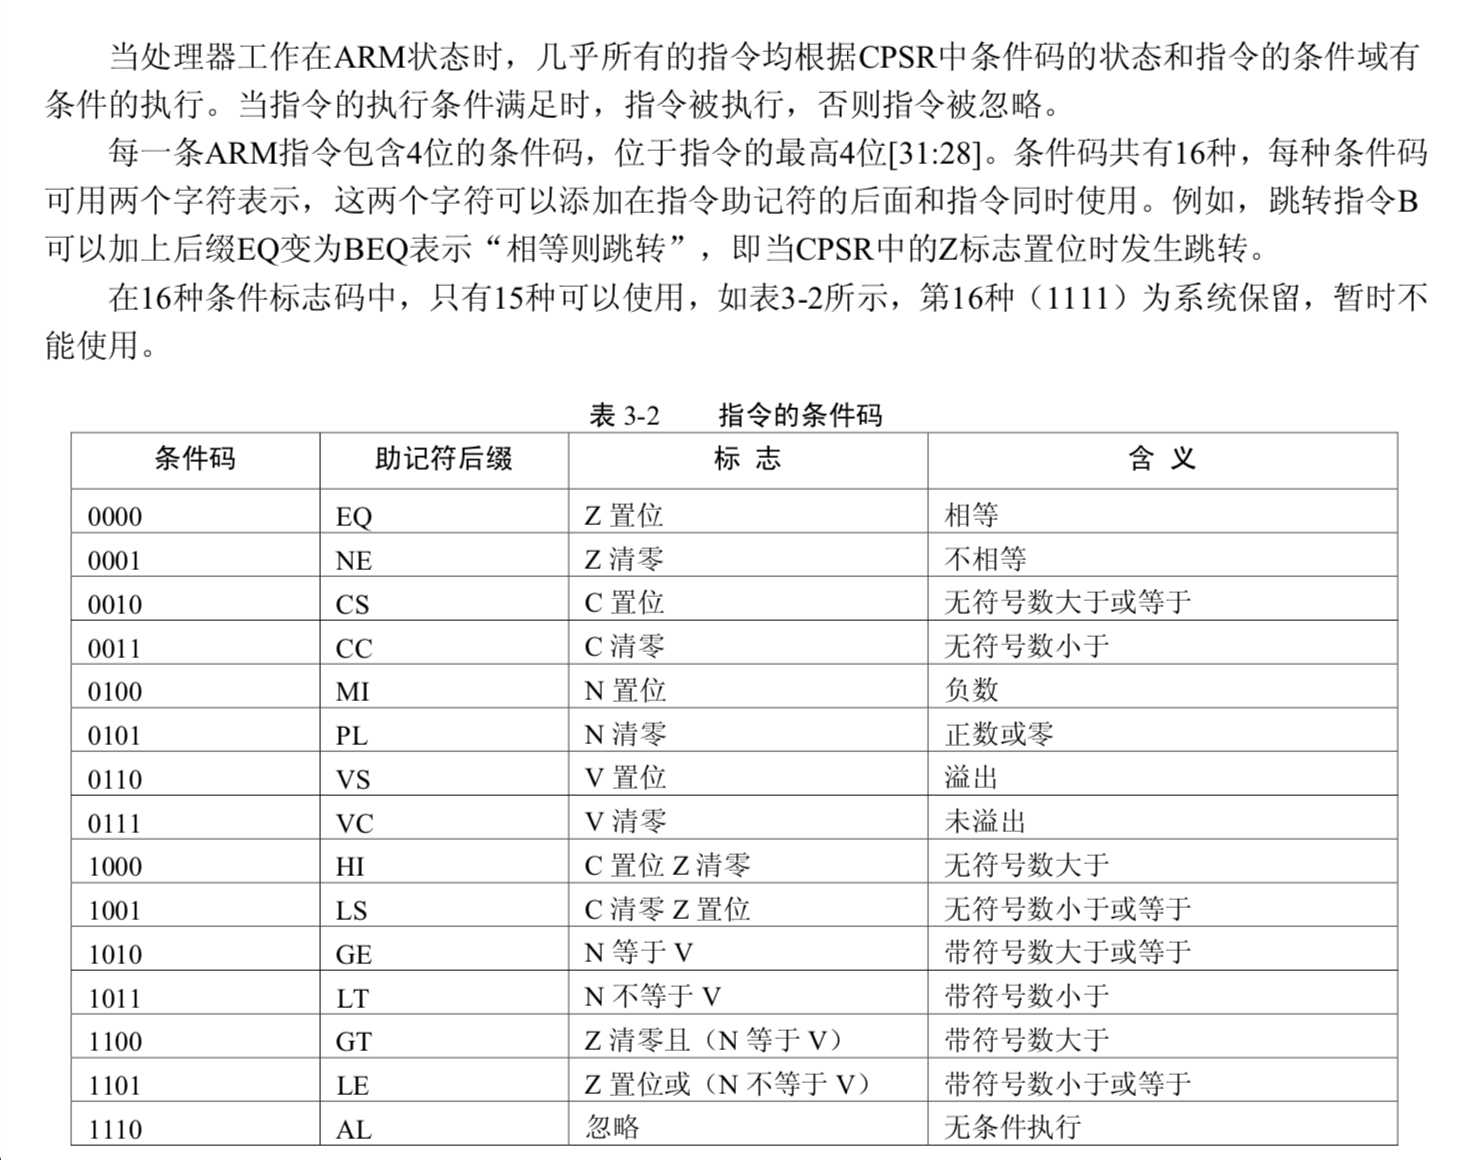 当处理器工作在ARM状态时，几乎所有的指令均根据CPSR中条件码的状态和指令的条件域有
条件的执行。当指令的执行条件满足时，指令被执行，否则指令被忽略。
每一条ARM指令包含4位的条件码，位于指令的最高4位[31:28]。条件码共有16种，每种条件码
可用两个字符表示，这两个字符可以添加在指令助记符的后面和指令同时使用。例如，跳转指令B
可以加上后缀EQ变为BEQ表示“相等则跳转”，即当CPSR中的Z标志置位时发生跳转。
在16种条件标志码中，只有15种可以使用，如表3-2所示，第16种（1111）为系统保留，暂时不
能使用。
表 3-2 指令的条件码
条件码 助记符后缀 标 志 含 义
0000 EQ Z 置位 相等
0001 NE Z 清零 不相等
0010 CS C 置位 无符号数大于或等于
0011 CC C 清零 无符号数小于
0100 MI N 置位 负数
0101 PL N 清零 正数或零
0110 VS V 置位 溢出
0111 VC V 清零 未溢出
1000 HI C 置位 Z 清零 无符号数大于
1001 LS C 清零 Z 置位 无符号数小于或等于
1010 GE N 等于 V 带符号数大于或等于
1011 LT N 不等于 V 带符号数小于
1100 GT Z 清零且（N 等于 V） 带符号数大于
1101 LE Z 置位或（N 不等于 V） 带符号数小于或等于
1110 AL 忽略 无条件执行